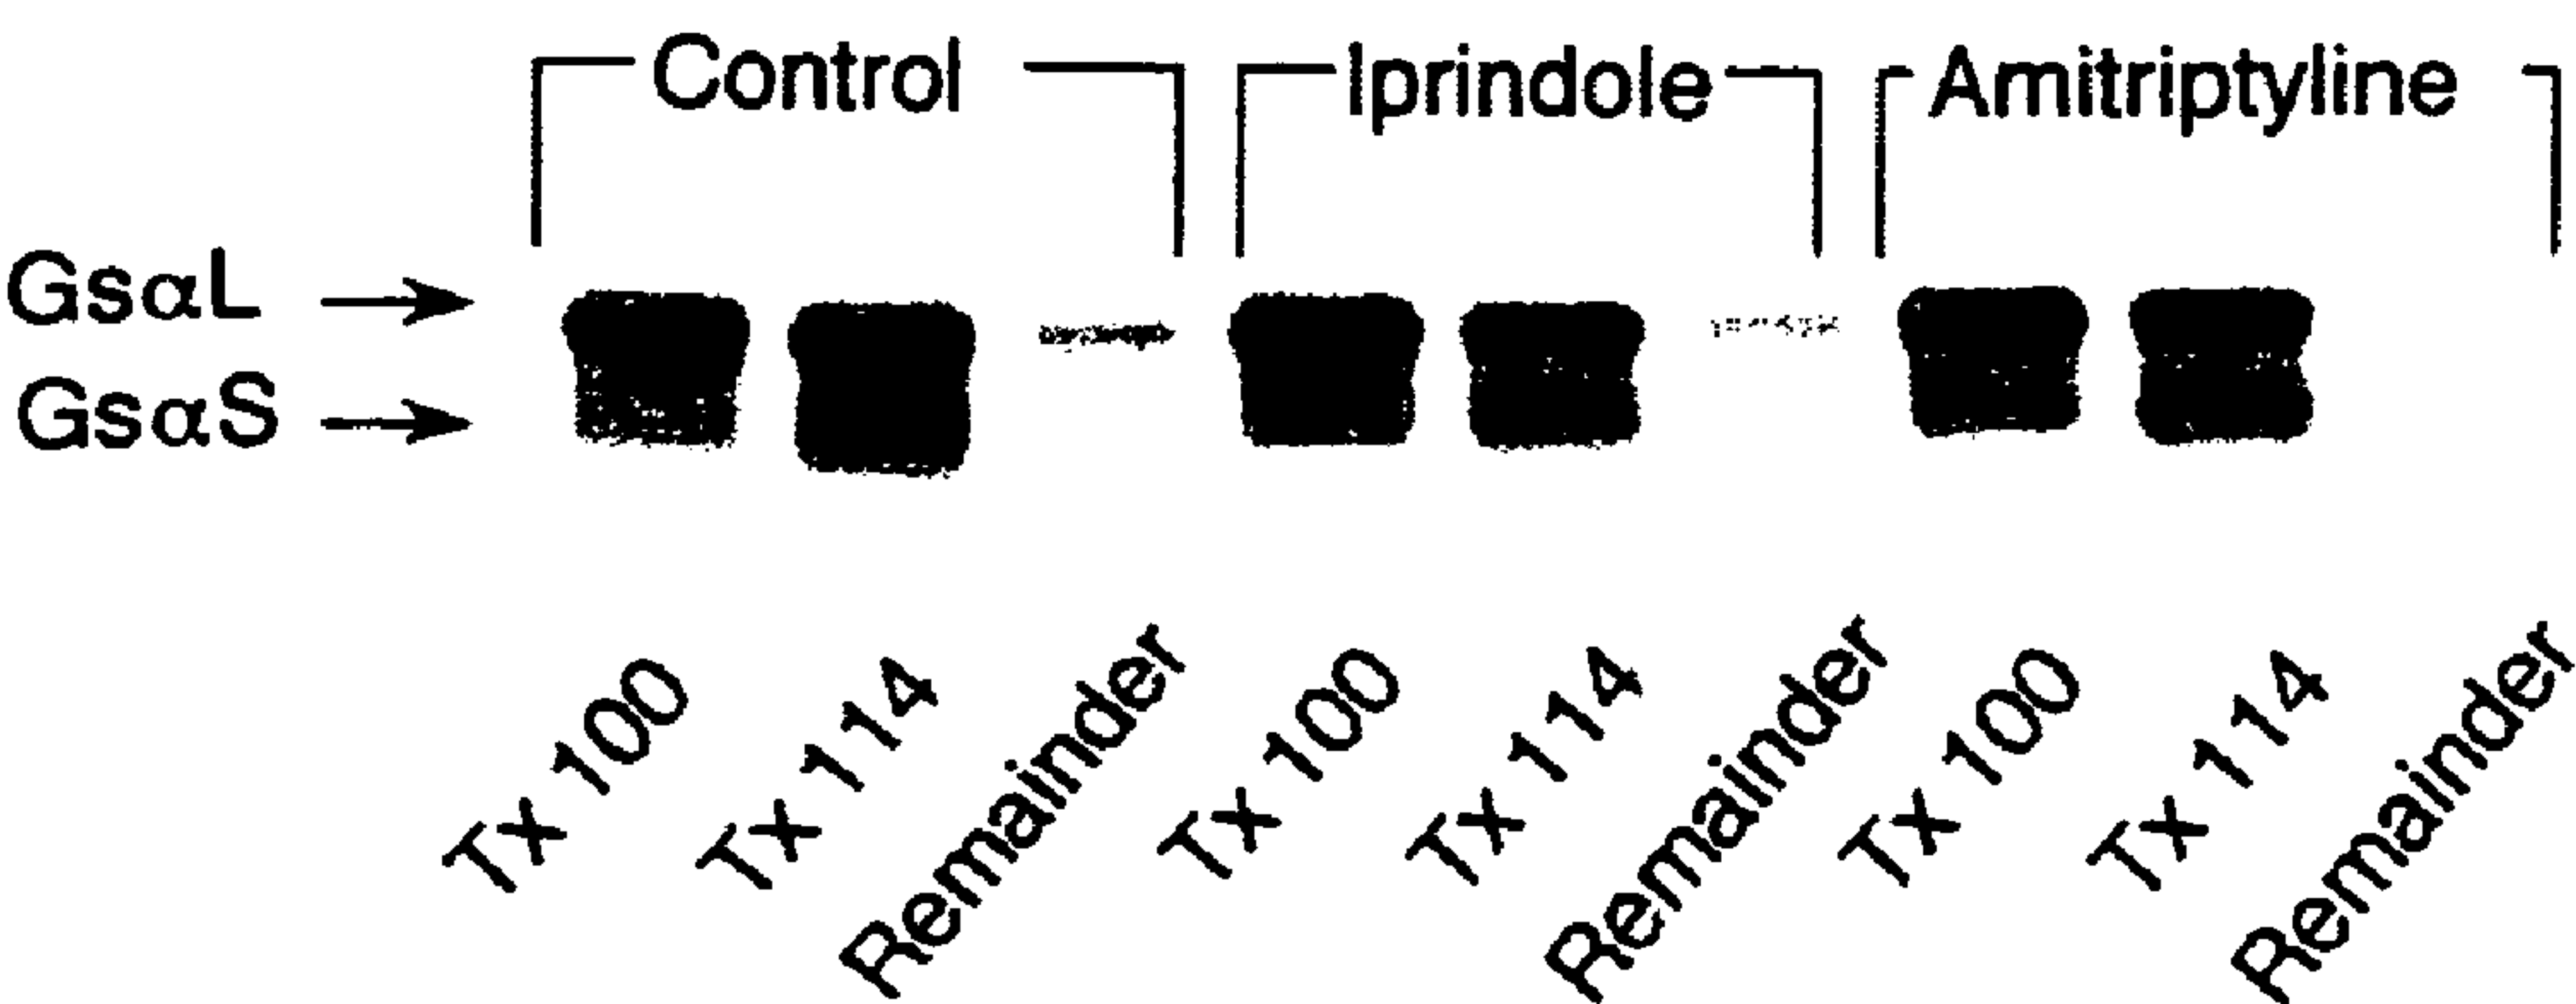 Control Iprindole Amitriptyline
GsαL
GsαS
Tx 100 Tx 114 Remainder Tx 100 Tx 114 Remainder Tx 100 Tx 114 Remainder